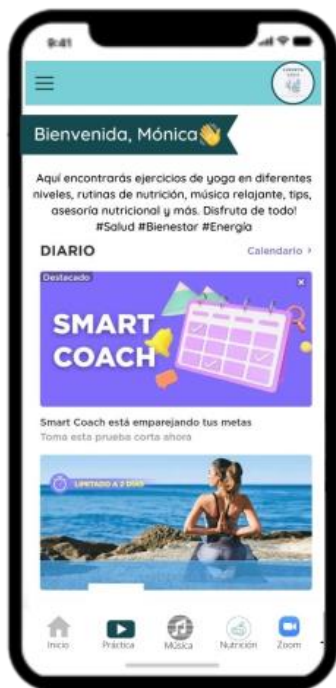 9:41
Bienvenida, Mónica👋
Aquí encontrarás ejercicios de yoga en diferentes
niveles, rutinas de nutrición, música relajante, tips,
asesoría nutricional y más. Disfruta de todo!
#Salud #Bienestar #Energía
DIARIO
Calendario >
Destacado
SMART
COACH
Smart Coach está emparejando tus metas
Toma esta prueba corta ahora
LIMITADO A 2 DÍAS
Inicio
Práctica
Música
Nutrición
Zoom